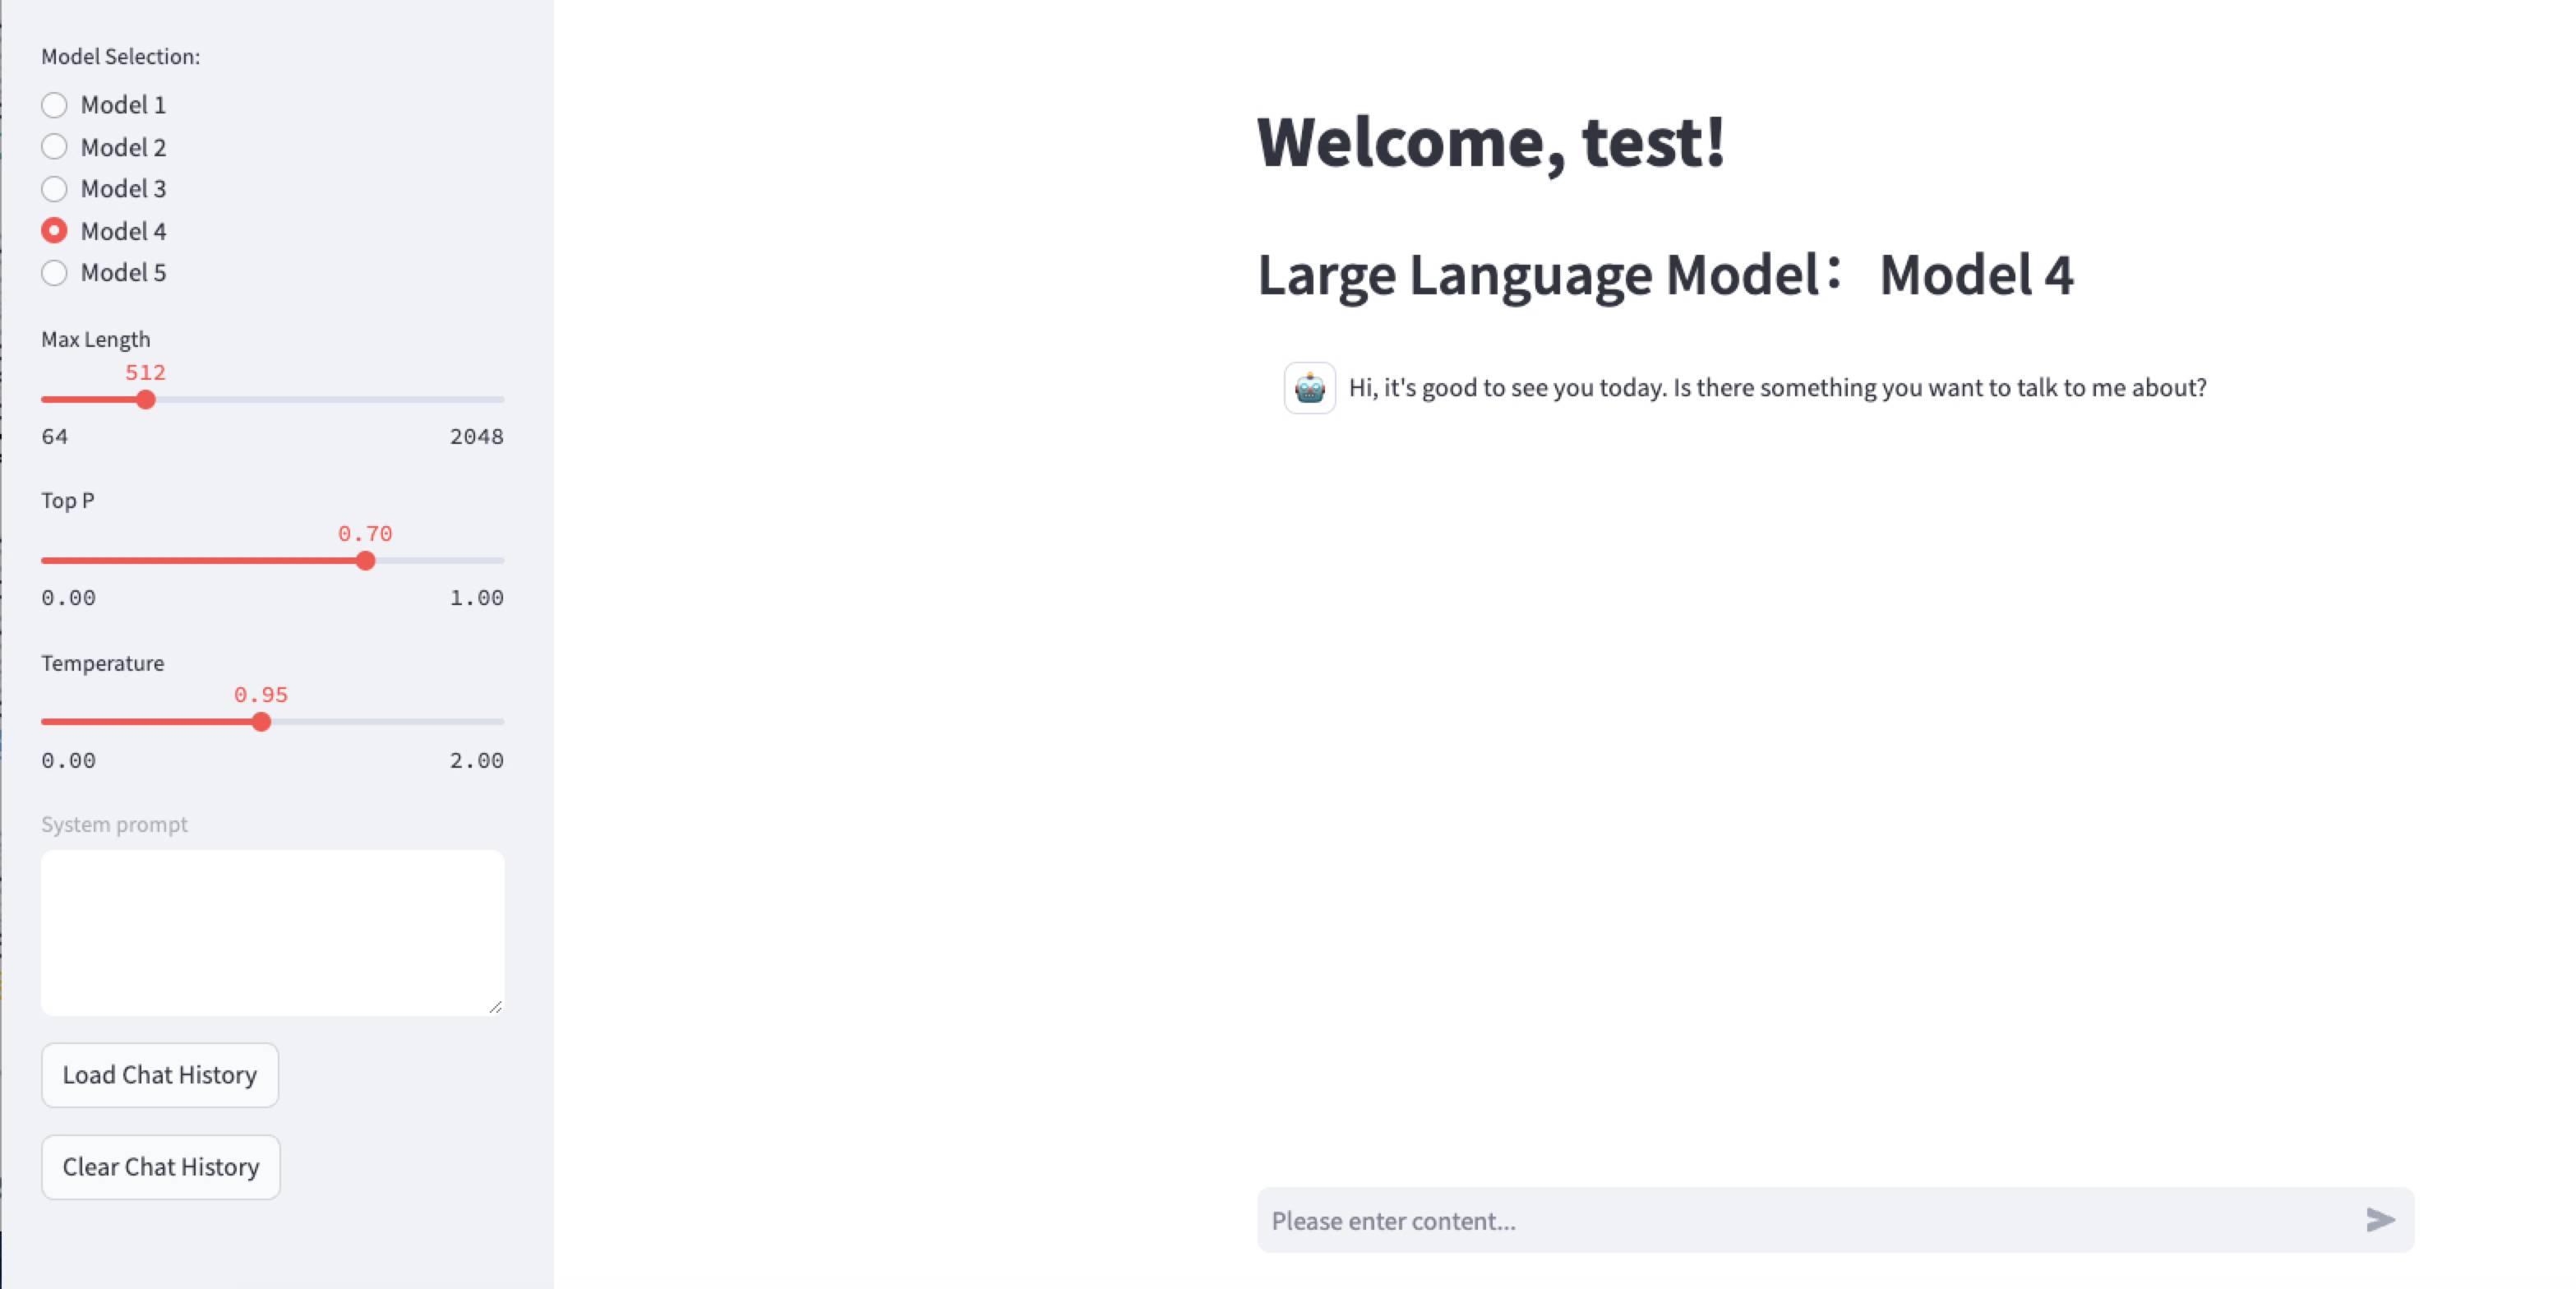 Model Selection:
Model 1
Model 2
Model 3
Model 4
Model 5
Max Length
512
64 2048
Top P
0.70
0.00 1.00
Temperature
0.95
0.00 2.00
System prompt
Load Chat History
Clear Chat History
Welcome, test!
Large Language Model： Model 4
Hi, it's good to see you today. Is there something you want to talk to me about?
Please enter content...